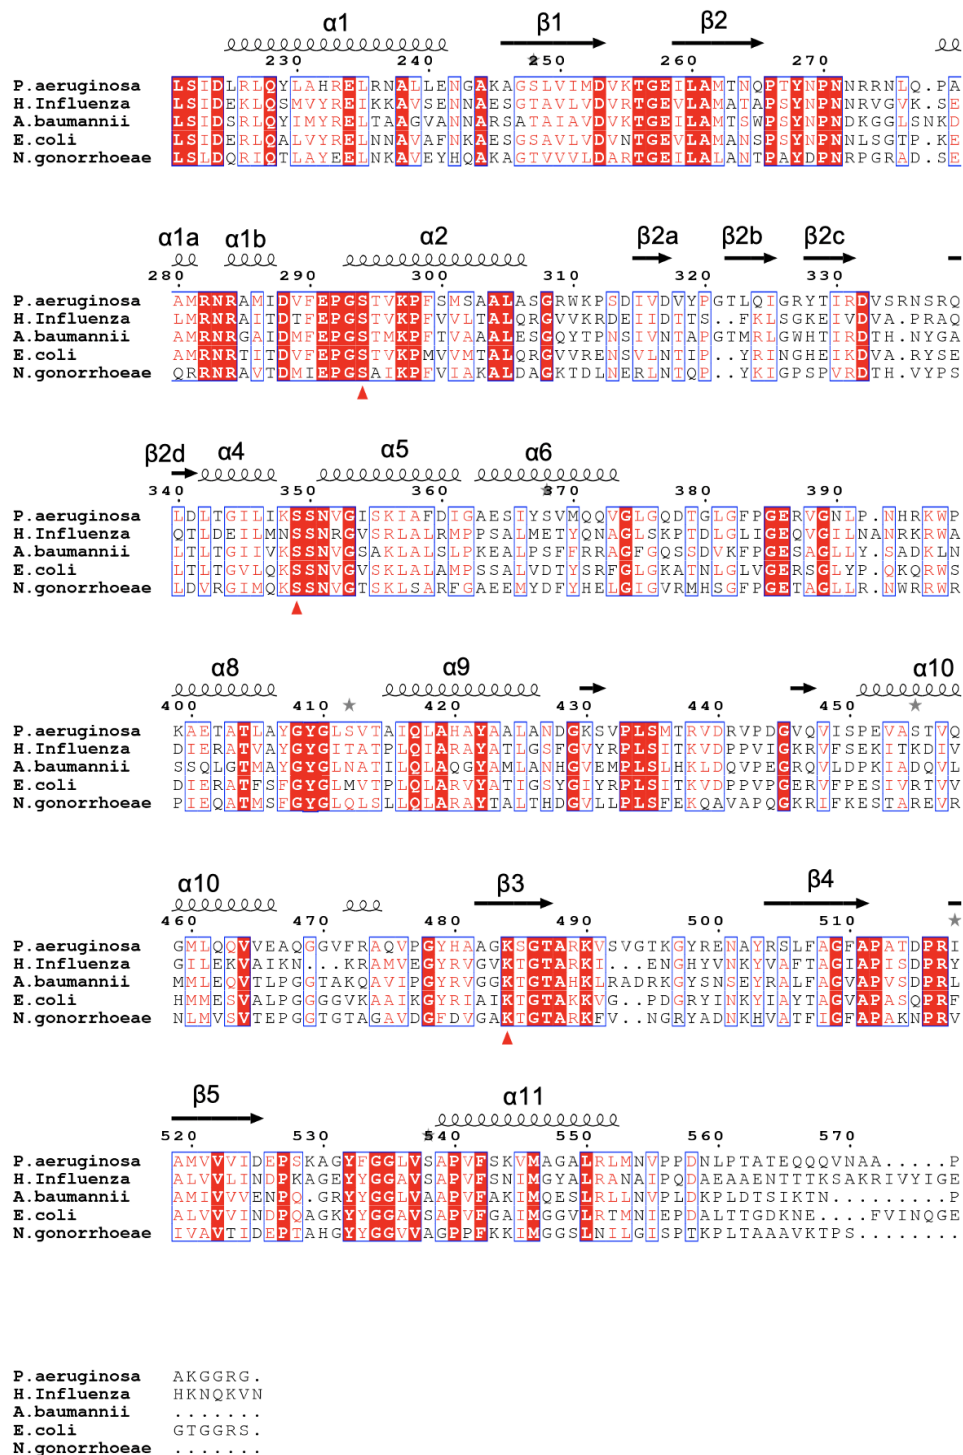 α1 β1 β2
230 240 250 260 270
P.aeruginosa LSIDLRLQYLAHRELRNALLENGAKAGSLVIMDVKTGEILAMTNQPTYNPNNRRNLQ.PA
H.Influenza LSIDEKLQSMVYREIKKAVSENNAESGTAVLVDVRTGEVLAMATAPSYNPNNRVGVK.SE
A.baumannii LSIDSRLQYIMYRELTAAGVANNARSATAIAVDVKTGEILAMTSWPSYNPNDKGGLSNKD
E.coli LSIDERLQALVYRELNNAVAFNKAESGSAVLVDVNTGEVLAMANSPSYNPNNLSGTP.KE
N.gonorrhoeae LSLDQRIQTLAYEELNKAVEYHQAKAGTVVVLDARTGEILALANTPAYDPNRPGRAD.SE
α1a α1b α2 β2a β2b β2c
280 290 300 310 320 330
P.aeruginosa AMRNRAMIDVFEPGSTVKPFSMSAALASGRWKPSDIVDVYPGTLQIGRYTIRDVSRNSRQ
H.Influenza LMRNRAITDTFEPGSTVKPFVVLTALQRGVVKRDEIIDTTS..FKLSGKEIVDVA.PRAQ
A.baumannii AMRNRGAIDMFEPGSTMKPFTVAAALESGQYTPNSIVNTAPGTMRLGWHTIRDTH.NYGA
E.coli AMRNRTITDVFEPGSTVKPMVVMTALQRGVVRENSVLNTIP..YRINGHEIKDVA.RYSE
N.gonorrhoeae QRRNRAVTDMIEPGSAIKPFVIAKALDAGKTDLNERLNTQP..YKIGPSPVRDTH.VYPS
β2d α4 α5 α6
340 350 360 370 380 390
P.aeruginosa LDLTGILIKSSNVGISKIAFDIGAESIYSVMQQVGLGQDTGLGFPGERVGNLP.NHRKWP
H.Influenza QTLDEILMNSSNRGVSRLALRMPPSALMETYQNAGLSKPTDLGLIGEQVGILNANRKRWA
A.baumannii LTLTGIIVKSSNVGSAKLALSLPKEALPSFFRRAGFGQSSDVKFPGESAGLLY.SADKLN
E.coli LTLTGVLQKSSNVGVSKLALAMPSSALVDTYSRFGLGKATNLGLVGERSGLYP.QKQRWS
N.gonorrhoeae LDVRGIMQKSSNVGTSKLSARFGAEEMYDFYHELGIGVRMHSGFPGETAGLLR.NWRRWR
α8 α9 α10
400 410 420 430 440 450
P.aeruginosa KAETATLAYGYGLSVTAIQLAHAYAALANDGKSVPLSMTRVDRVPDGVQVISPEVASTVQ
H.Influenza DIERATVAYGYGITATPLQLARAYATLGSFGVYRPLSITKVDPPVIGKRVFSEKITKDIV
A.baumannii SSQLGTMAYGYGLNATILQLAQGYAMLANHGVEMPLSLHKLDQVPEGRQVLDPKIADQVL
E.coli DIERATFSFGYGLMVTPLQLARVYATIGSYGIYRPLSITKVDPPVPGERVFPESIVRTVV
N.gonorrhoeae PIEQATMSFGYGLQLSLLQLARAYTALTHDGVLLPLSFEKQAVAPQGKRIFKESTAREVR
α10 β3 β4
460 470 480 490 500 510
P.aeruginosa GMLQQVVEAQGGVFRAQVPGYHAAGKSGTARKVSVGTKGYRENAYRSLFAGFAPATDPRI
H.Influenza GILEKVAIKN...KRAMVEGYRVGVKTGTARKI...ENGHYVNKYVAFTAGIAPISDPRY
A.baumannii MMLEQVTLPGGTAKQAVIPGYRVGGKTGTAHKLRADRKGYSNSEYRALFAGVAPVSDPRL
E.coli HMMESVALPGGGGVKAAIKGYRIAIKTGTAKKVG..PDGRYINKYIAYTAGVAPASQPRF
N.gonorrhoeae NLMVSVTEPGGTGTAGAVDGFDVGAKTGTARKFV..NGRYADNKHVATFIGFAPAKNPRV
β5 α11
520 530 540 550 560 570
P.aeruginosa AMVVVIDEPSKAGYFGGLVSAPVFSKVMAGALRLMNVPPDNLPTATEQQQVNAA.....P
H.Influenza ALVVLINDPKAGEYYGGAVSAPVFSNIMGYALRANAIPQDAEAAENTTTKSAKRIVYIGE
A.baumannii AMIVVVENPQ.GRYYGGLVAAPVFAKIMQESLRLLNVPLDKPLDTSIKTN.........P
E.coli ALVVVINDPQAGKYYGGAVSAPVFGAIMGGVLRTMNIEPDALTTGDKNE....FVINQGE
N.gonorrhoeae IVAVTIDEPTAHGYYGGVVAGPPFKKIMGGSLNILGISPTKPLTAAAVKTPS........
P.aeruginosa AKGGRG.
H.Influenza HKNQKVN
A.baumannii .......
E.coli GTGGRS.
N.gonorrhoeae .......